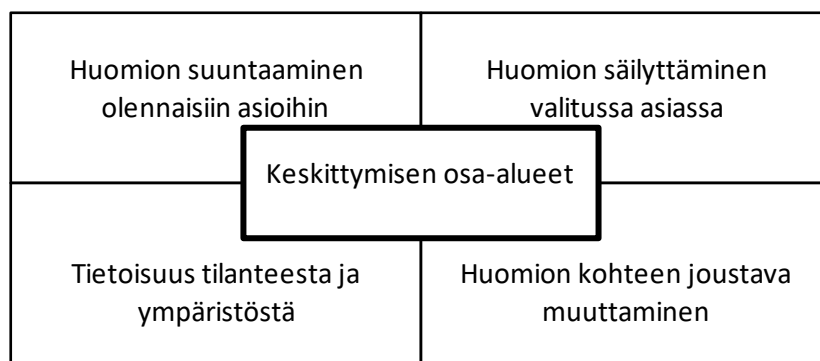 Huomion suuntaaminen
olennaisiin asioihin
Huomion säilyttäminen
valitussa asiassa
Keskittymisen osa-alueet
Tietoisuus tilanteesta ja
ympäristöstä
Huomion kohteen joustava
muuttaminen